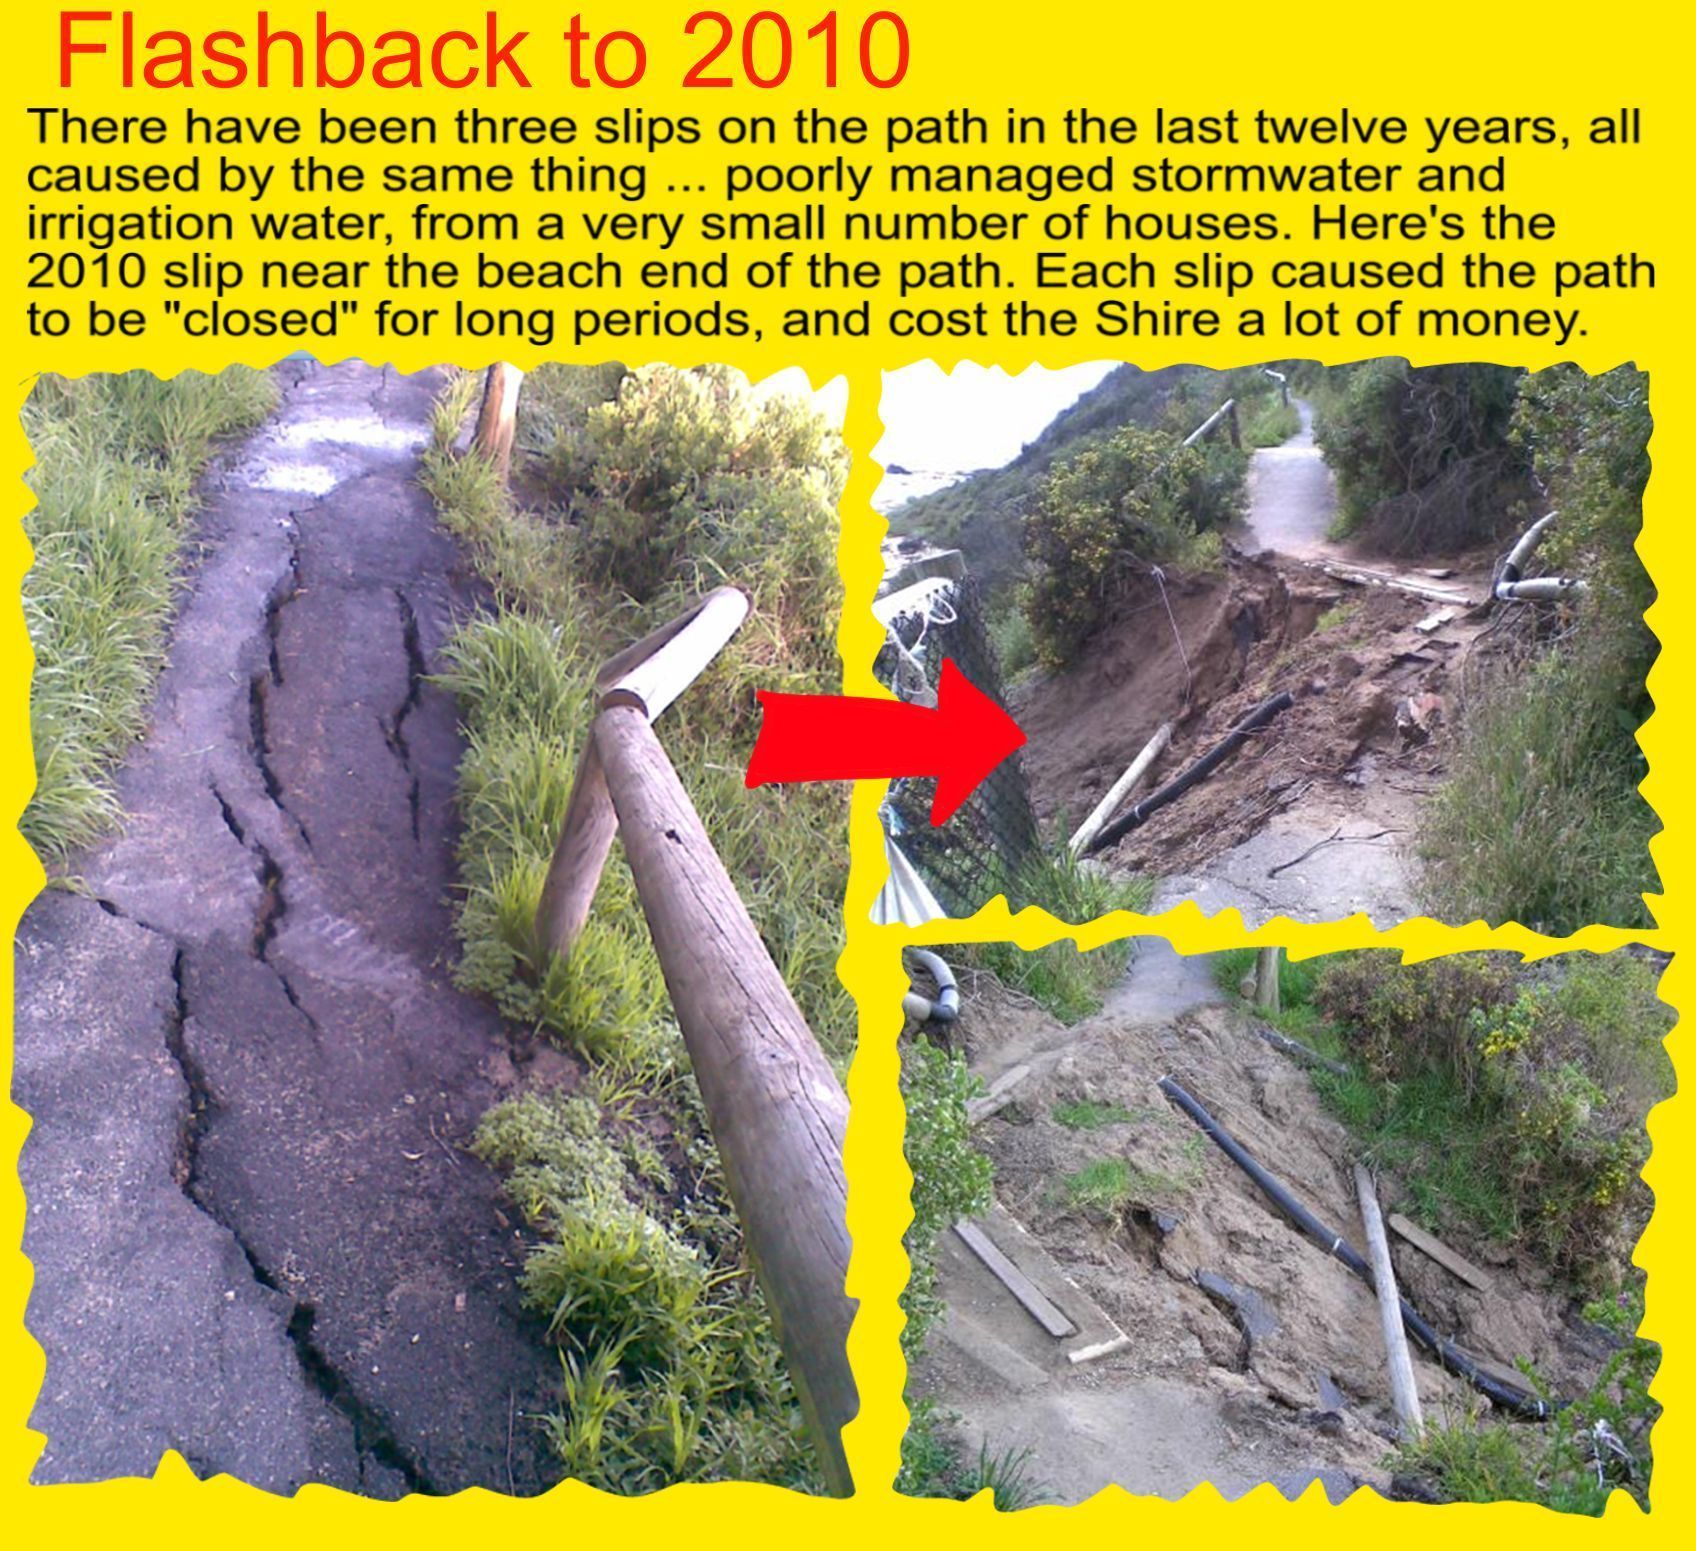 Flashback to 2010
There have been three slips on the path in the last twelve years, all
caused by the same thing ... poorly managed stormwater and
irrigation water, from a very small number of houses. Here's the
2010 slip near the beach end of the path. Each slip caused the path
to be "closed" for long periods, and cost the Shire a lot of money.